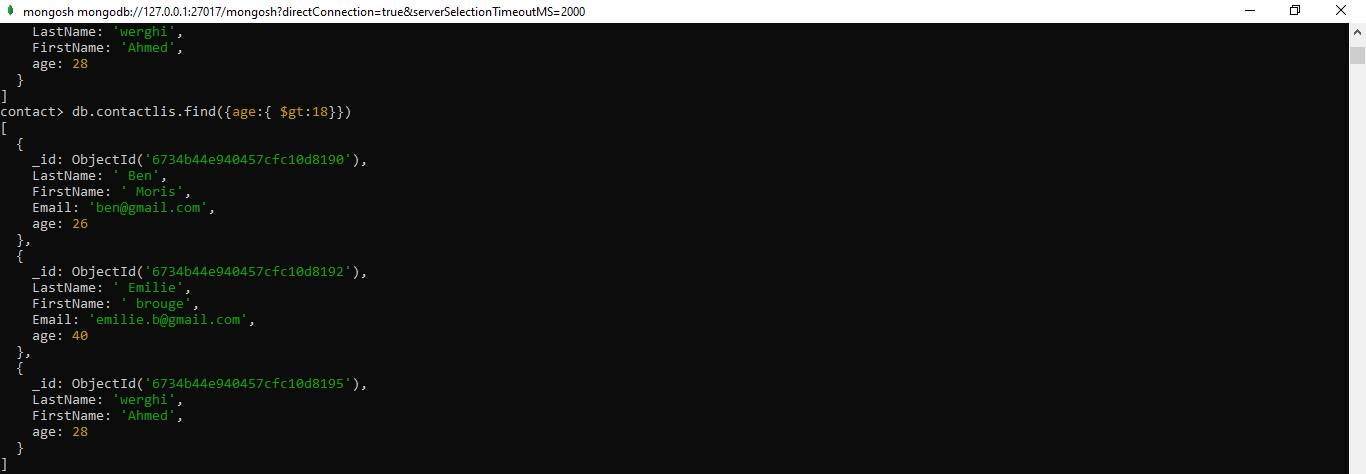 mongosh mongodb://127.0.0.1:27017/mongosh?directConnection=true&serverSelectionTimeoutMS=2000
    LastName: 'werghi',
    FirstName: 'Ahmed',
    age: 28
  }
]
contact> db.contactlis.find({age:{ $gt:18}})
[
  {
    _id: ObjectId('6734b44e940457cfc10d8190'),
    LastName: ' Ben',
    FirstName: ' Moris',
    Email: 'ben@gmail.com',
    age: 26
  },
  {
    _id: ObjectId('6734b44e940457cfc10d8192'),
    LastName: ' Emilie',
    FirstName: ' brouge',
    Email: 'emilie.b@gmail.com',
    age: 40
  },
  {
    _id: ObjectId('6734b44e940457cfc10d8195'),
    LastName: 'werghi',
    FirstName: 'Ahmed',
    age: 28
  }
]